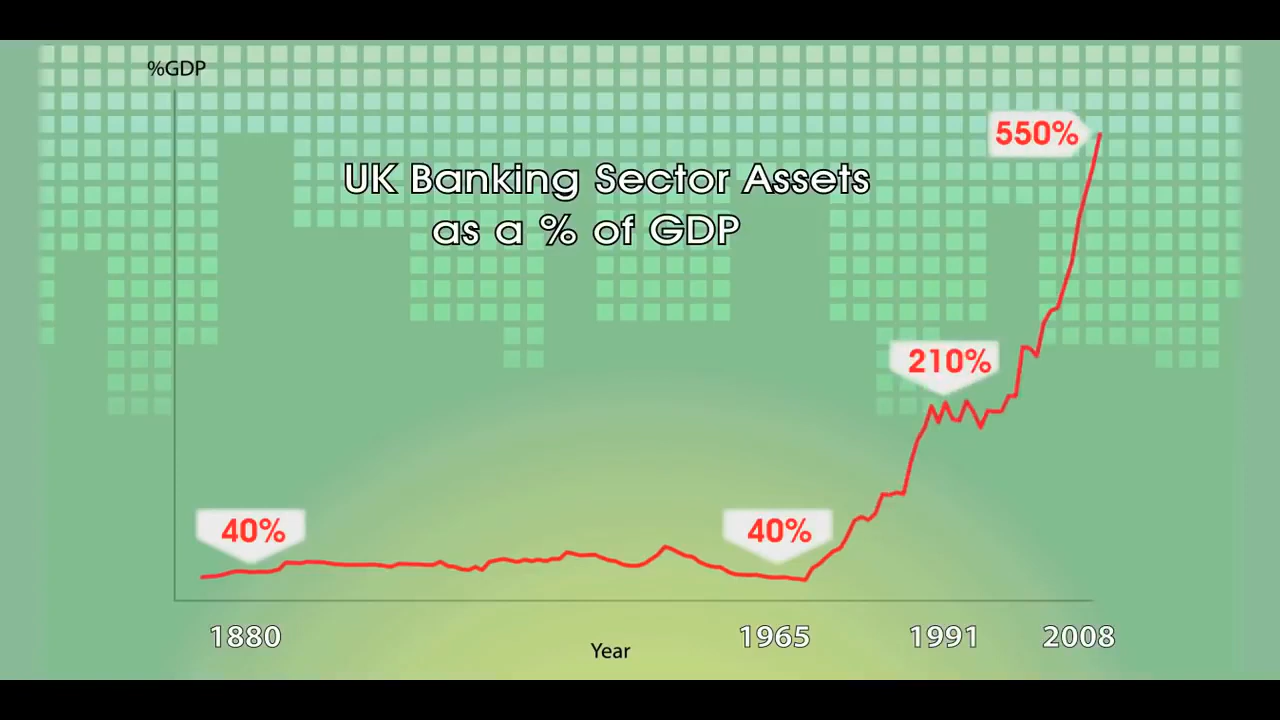 %GDP
550%
UK Banking Sector Assets
as a % of GDP
210%
40%
40%
1880
1965
1991
2008
Year